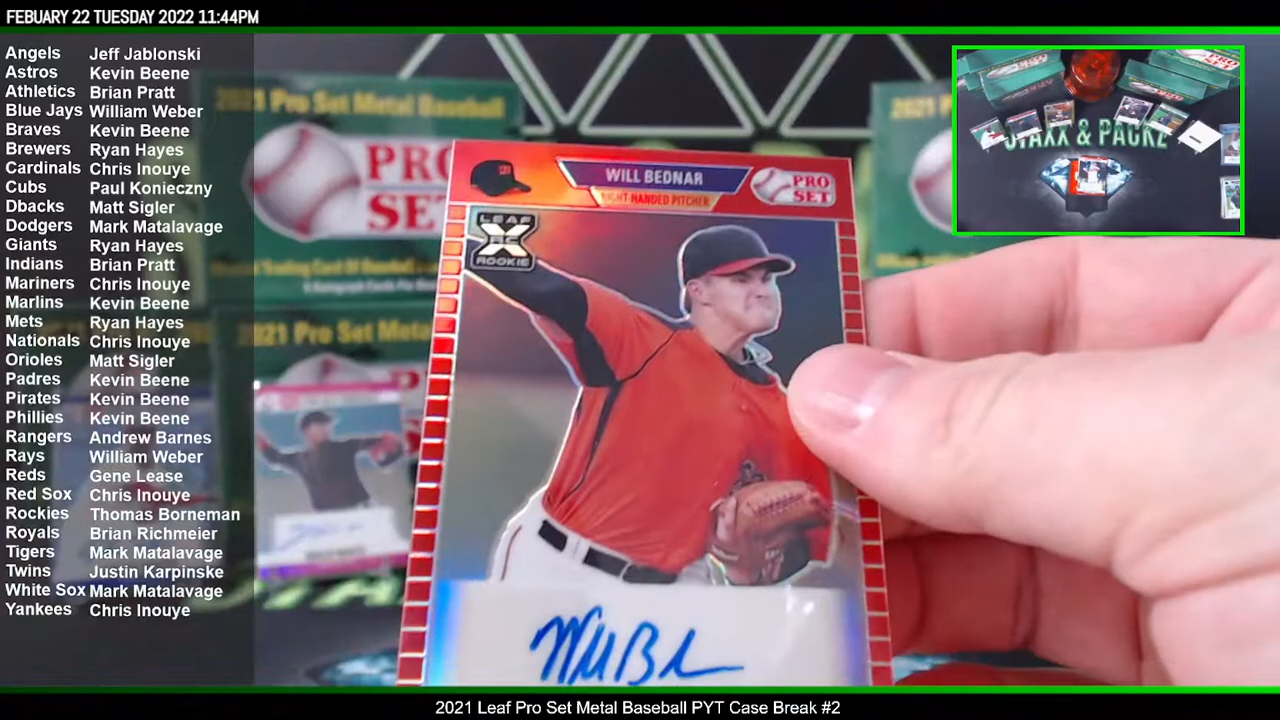 FEBUARY 22 TUESDAY 2022 11:44PM
Angels Jeff Jablonski
Astros Kevin Beene
Athletics Brian Pratt
Blue Jays William Weber
Braves Kevin Beene
Brewers Ryan Hayes
Cardinals Chris Inouye
Cubs Paul Konieczny
Dbacks Matt Sigler
Dodgers Mark Matalavage
Giants Ryan Hayes
Indians Brian Pratt
Mariners Chris Inouye
Marlins Kevin Beene
Mets Ryan Hayes
Nationals Chris Inouye
Orioles Matt Sigler
Padres Kevin Beene
Pirates Kevin Beene
Phillies Kevin Beene
Rangers Andrew Barnes
Rays William Weber
Reds Gene Lease
Red Sox Chris Inouye
Rockies Thomas Borneman
Royals Brian Richmeier
Tigers Mark Matalavage
Twins Justin Karpinske
White Sox Mark Matalavage
Yankees Chris Inouye
2021 Pro Set Metal Baseball
PRO
SET
WILL BEDNAR
RIGHT HANDED PITCHER
PRO
SET
LEAF
X
RC
ROOKIE
2021 Pro Set Metal
STAXX & PACKZ
2021 Leaf Pro Set Metal Baseball PYT Case Break #2